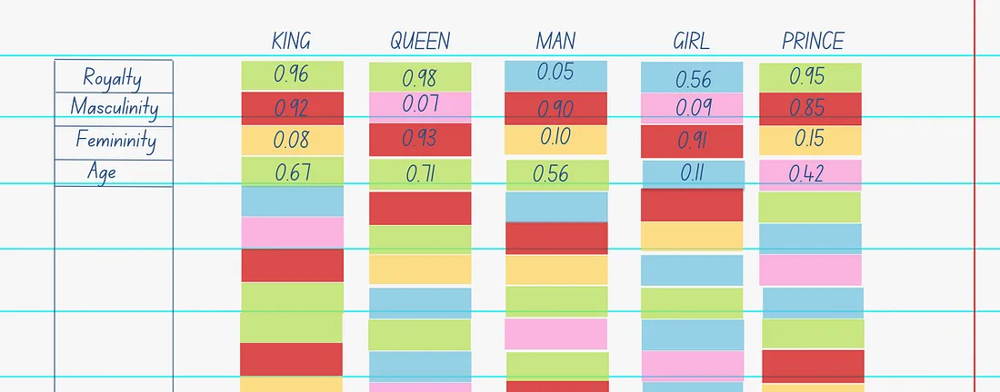 KING QUEEN MAN GIRL PRINCE
Royalty 0.96 0.98 0.05 0.56 0.95
Masculinity 0.92 0.07 0.90 0.09 0.85
Femininity 0.08 0.93 0.10 0.91 0.15
Age 0.67 0.71 0.56 0.11 0.42